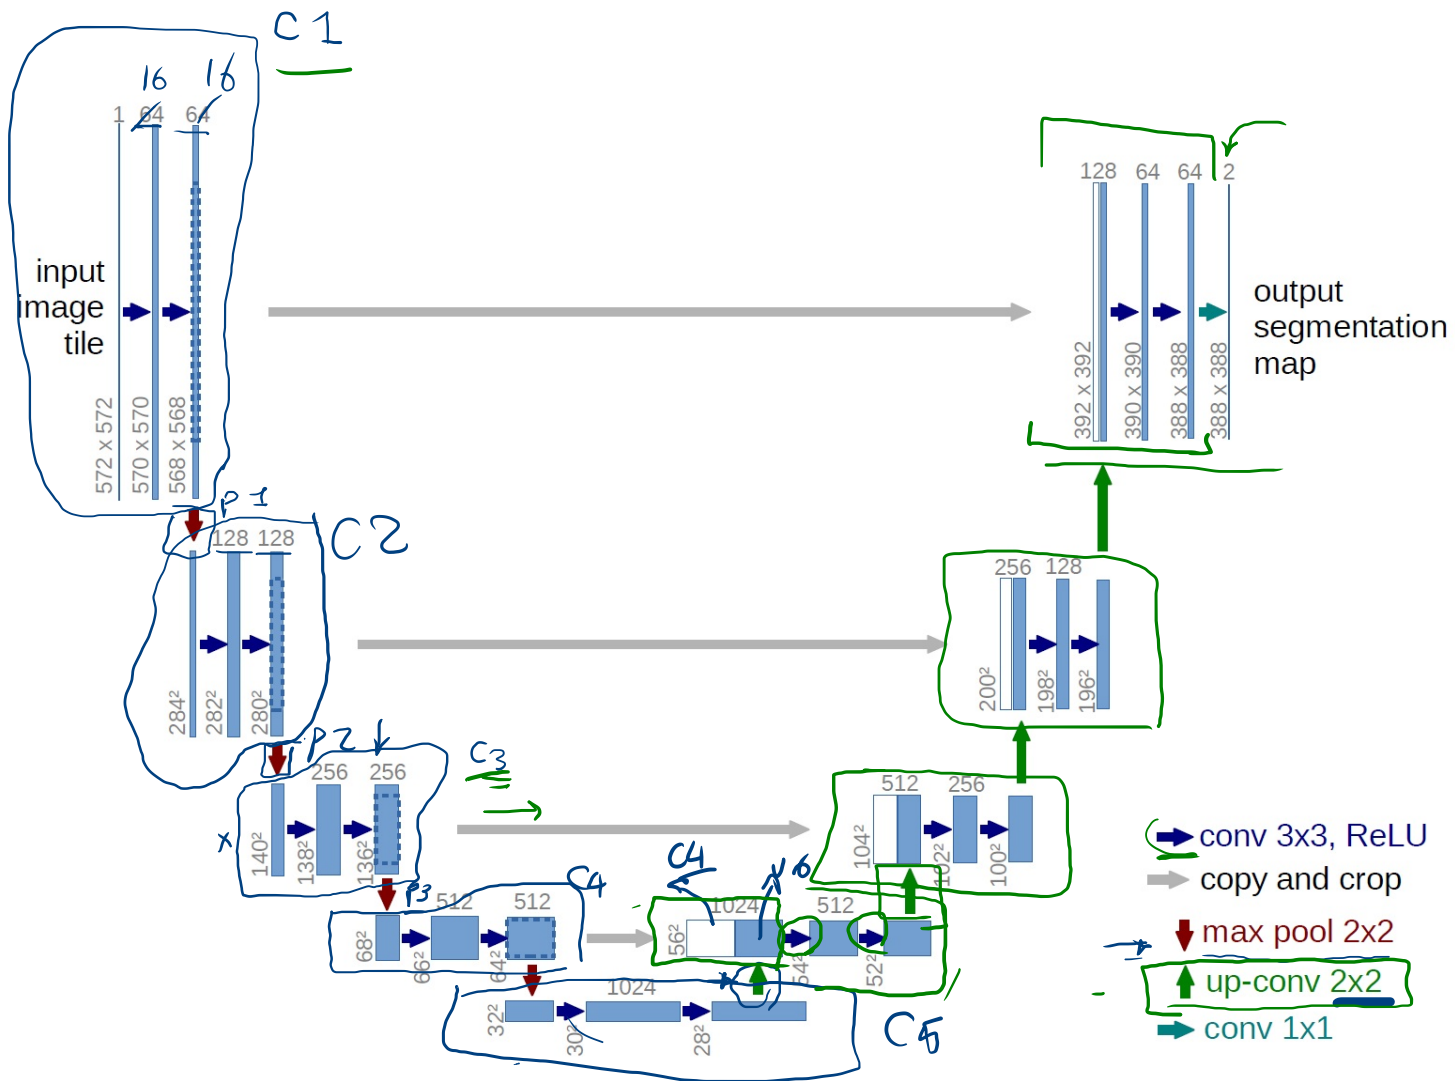 C1
16 16
1 64 64
input
image
tile
572 x 572
570 x 570
568 x 568
128 64 64 2
392 x 392
390 x 390
388 x 388
388 x 388
output
segmentation
map
P1
128 128
C2
284²
282²
280²
256 128
200²
198²
196²
P2
256 256
C3
x
140²
138²
136²
512 256
104²
102²
100²
P3
512 512
C4
68²
66²
64²
C4
1024 512
56²
54²
52²
1024
32²
30²
28²
C5
conv 3x3, ReLU
copy and crop
max pool 2x2
up-conv 2x2
conv 1x1